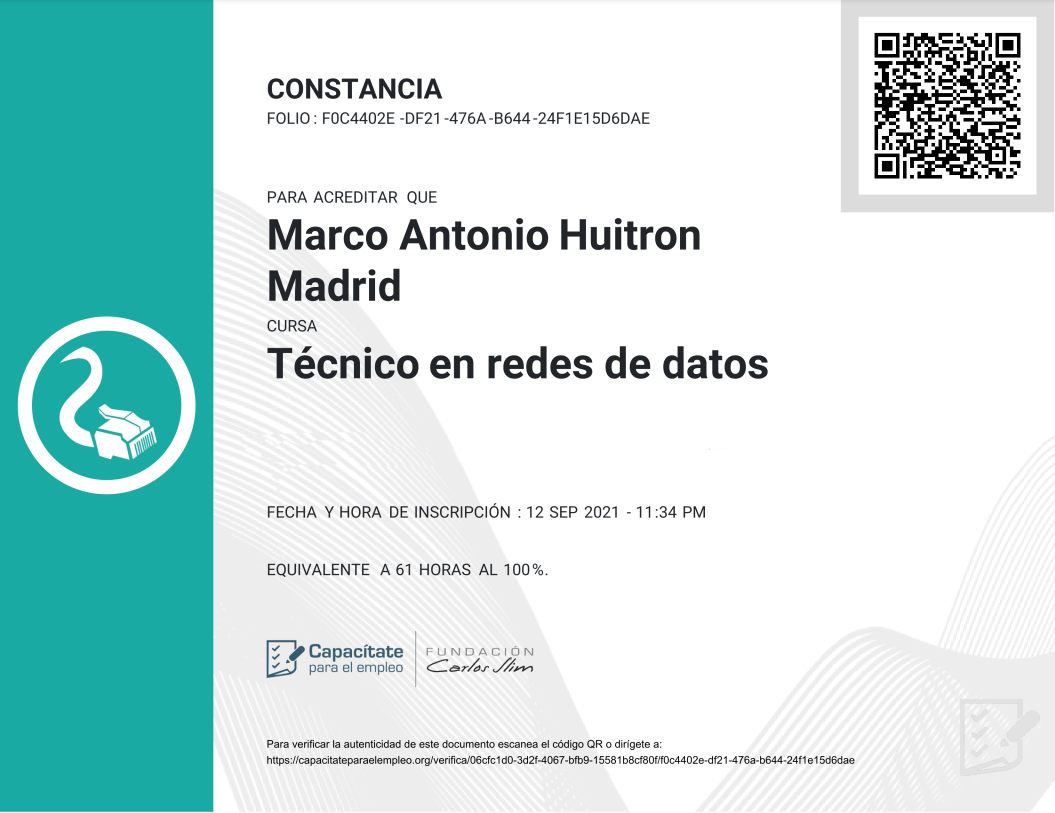 CONSTANCIA
FOLIO : F0C4402E -DF21 -476A -B644 -24F1E15D6DAE
PARA ACREDITAR QUE
Marco Antonio Huitron
Madrid
CURSA
Técnico en redes de datos
FECHA Y HORA DE INSCRIPCIÓN : 12 SEP 2021 - 11:34 PM
EQUIVALENTE A 61 HORAS AL 100 %.
Capacítate
para el empleo
FUNDACIÓN
Carlos Slim
Para verificar la autenticidad de este documento escanea el código QR o dirígete a:
https://capacitateparaelempleo.org/verifica/06cfc1d0-3d2f-4067-bfb9-15581b8cf80f/f0c4402e-df21-476a-b644-24f1e15d6dae